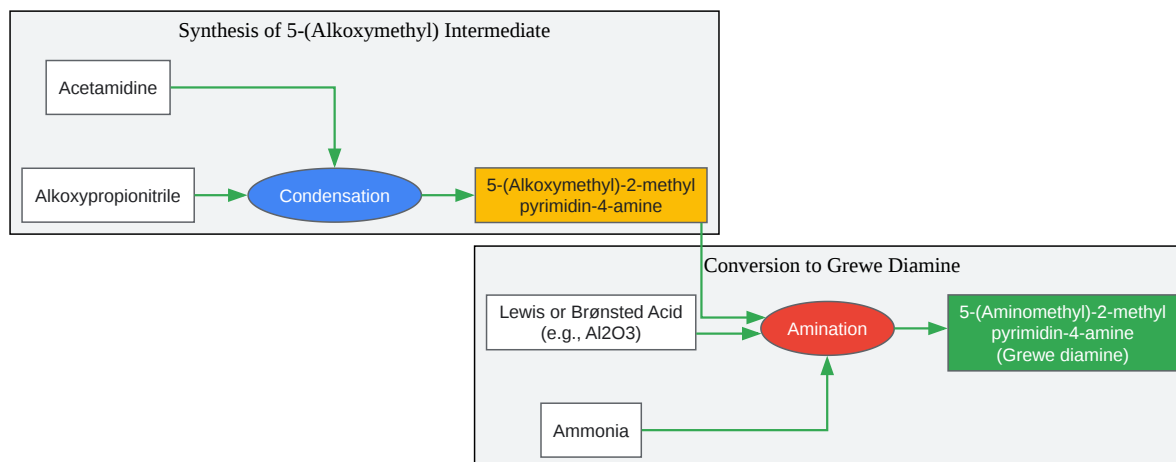 Synthesis of 5-(Alkoxymethyl) Intermediate
Acetamidine
Alkoxypropionitrile
Condensation
5-(Alkoxymethyl)-2-methyl
pyrimidin-4-amine
Conversion to Grewe Diamine
Lewis or Brønsted Acid
(e.g., Al2O3)
Amination
5-(Aminomethyl)-2-methyl
pyrimidin-4-amine
(Grewe diamine)
Ammonia